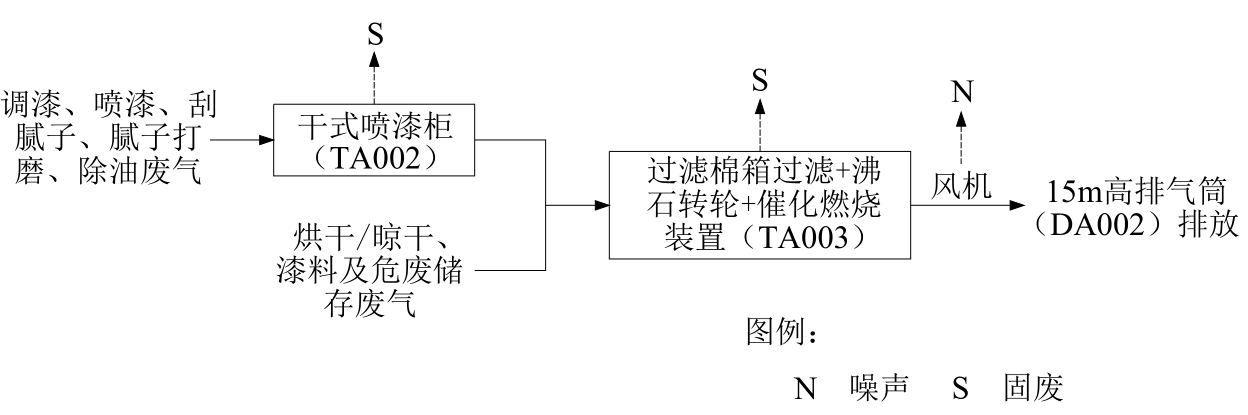 S
调漆、喷漆、刮
腻子、腻子打
磨、除油废气
干式喷漆柜
（TA002）
烘干/晾干、
漆料及危废储
存废气
S
过滤棉箱过滤+沸
石转轮+催化燃烧
装置（TA003）
N
风机
15m高排气筒
（DA002）排放
图例：
N 噪声 S 固废